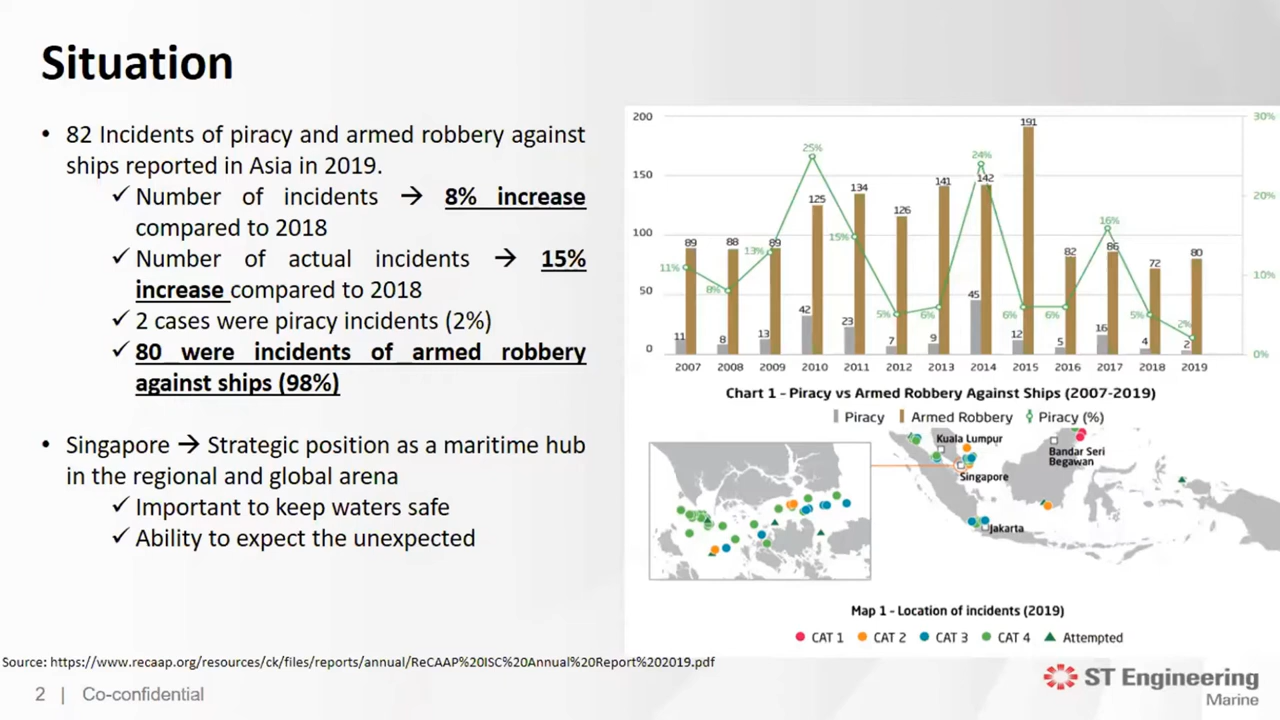 Situation
• 82 Incidents of piracy and armed robbery against
ships reported in Asia in 2019.
✓ Number of incidents → 8% increase
compared to 2018
✓ Number of actual incidents → 15%
increase compared to 2018
✓ 2 cases were piracy incidents (2%)
✓ 80 were incidents of armed robbery
against ships (98%)
• Singapore → Strategic position as a maritime hub
in the regional and global arena
✓ Important to keep waters safe
✓ Ability to expect the unexpected
200 150 100 50 0
30% 20% 10% 0%
11% 8% 13% 25% 15% 5% 6% 24% 6% 6% 16% 5% 2%
89 88 89 125 134 126 141 142 191 82 86 72 80
11 8 13 42 23 7 9 45 12 5 16 4 2
2007 2008 2009 2010 2011 2012 2013 2014 2015 2016 2017 2018 2019
Chart 1 - Piracy vs Armed Robbery Against Ships (2007-2019)
Piracy Armed Robbery Piracy (%)
Kuala Lumpur
Singapore
Bandar Seri
Begawan
Jakarta
Map 1 - Location of incidents (2019)
CAT 1 CAT 2 CAT 3 CAT 4 Attempted
Source: https://www.recaap.org/resources/ck/files/reports/annual/ReCAAP%20ISC%20Annual%20Report%202019.pdf
2 | Co-confidential
ST Engineering
Marine